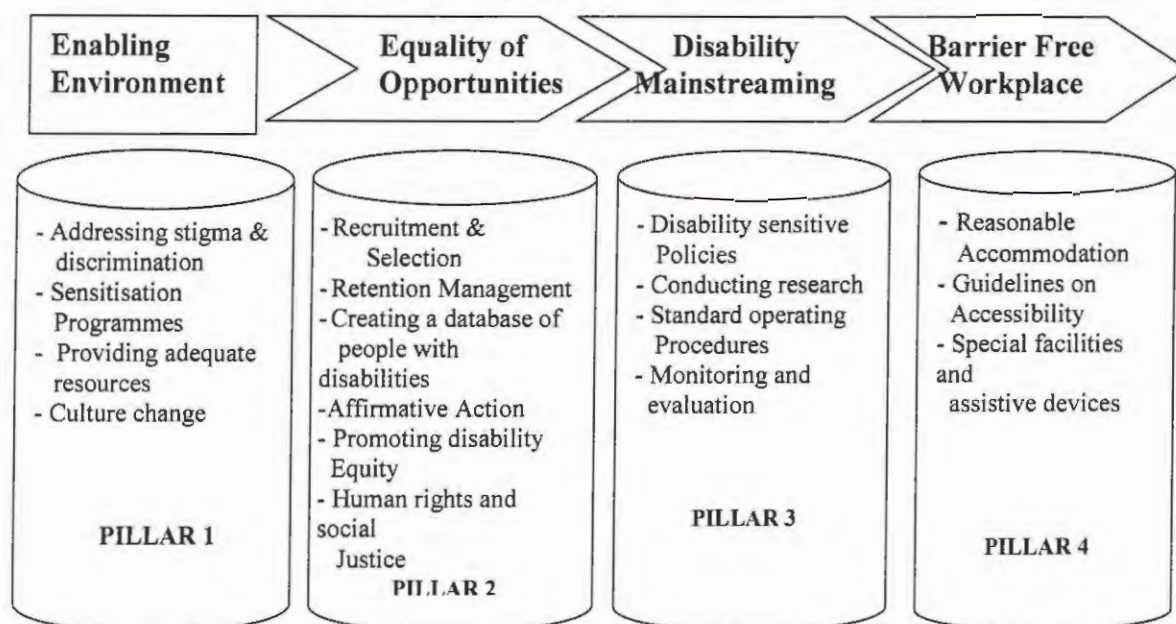 Enabling
Environment
Equality of
Opportunities
Disability
Mainstreaming
Barrier Free
Workplace
- Addressing stigma &
discrimination
- Sensitisation
Programmes
- Providing adequate
resources
- Culture change
PILLAR 1
- Recruitment &
Selection
- Retention Management
- Creating a database of
people with
disabilities
- Affirmative Action
- Promoting disability
Equity
- Human rights and
social
Justice
PILLAR 2
- Disability sensitive
Policies
- Conducting research
- Standard operating
Procedures
- Monitoring and
evaluation
PILLAR 3
- Reasonable
Accommodation
- Guidelines on
Accessibility
- Special facilities
and
assistive devices
PILLAR 4